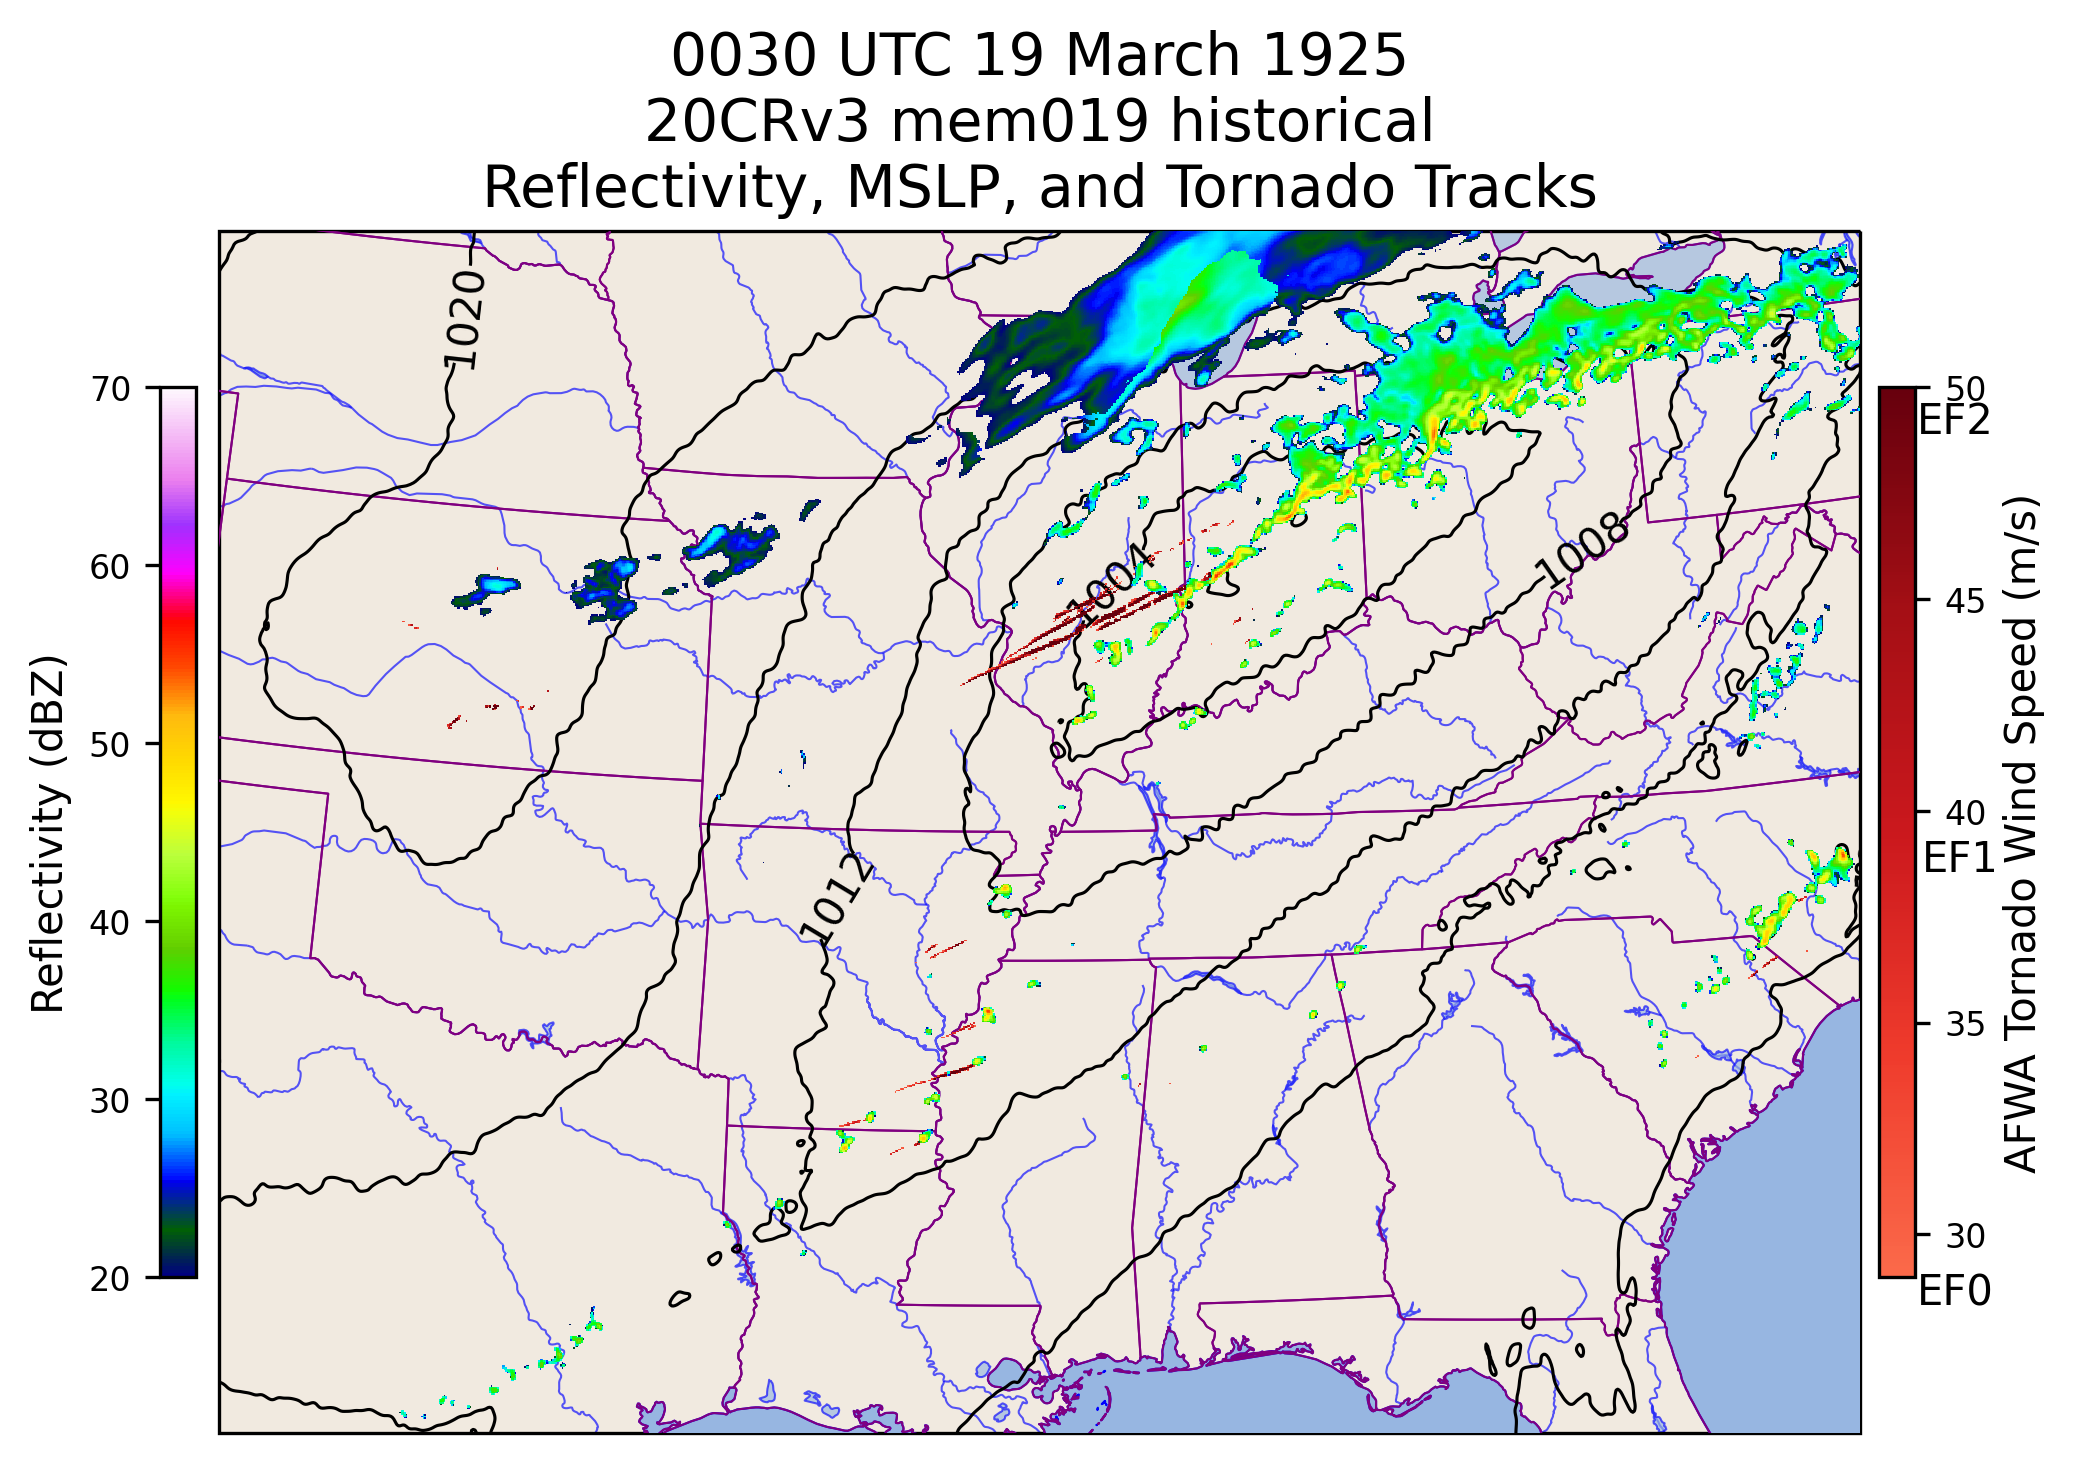 0030 UTC 19 March 1925
20CRv3 mem019 historical
Reflectivity, MSLP, and Tornado Tracks
Reflectivity (dBZ)
70
60
50
40
30
20
1020
1004
1008
1012
50
EF2
45
40
EF1
35
30
EF0
AFWA Tornado Wind Speed (m/s)